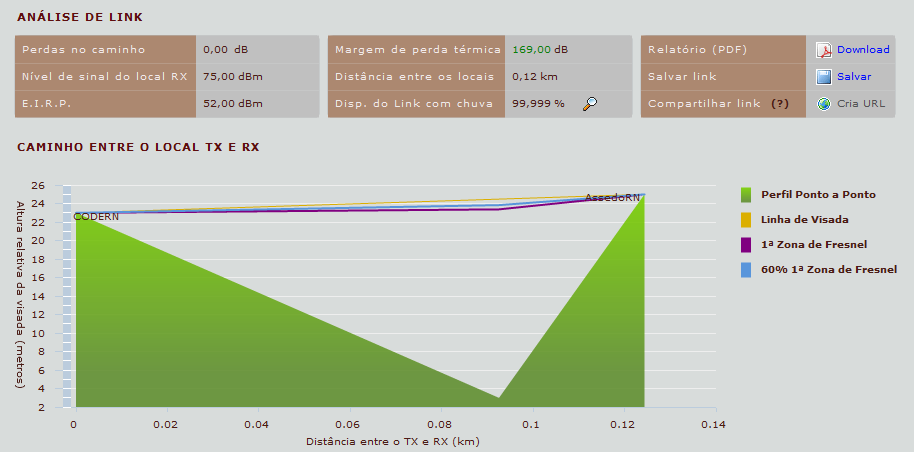 ANÁLISE DE LINK
Perdas no caminho 0,00 dB
Nível de sinal do local RX 75,00 dBm
E.I.R.P. 52,00 dBm
Margem de perda térmica 169,00 dB
Distância entre os locais 0,12 km
Disp. do Link com chuva 99,999 %
Relatório (PDF) Download
Salvar link Salvar
Compartilhar link (?) Cria URL
CAMINHO ENTRE O LOCAL TX E RX
Altura relativa da visada (metros)
26
24
22
20
18
16
14
12
10
8
6
4
2
CODERN
AssedoRN
0 0.02 0.04 0.06 0.08 0.1 0.12 0.14
Distância entre o TX e RX (km)
Perfil Ponto a Ponto
Linha de Visada
1ª Zona de Fresnel
60% 1ª Zona de Fresnel